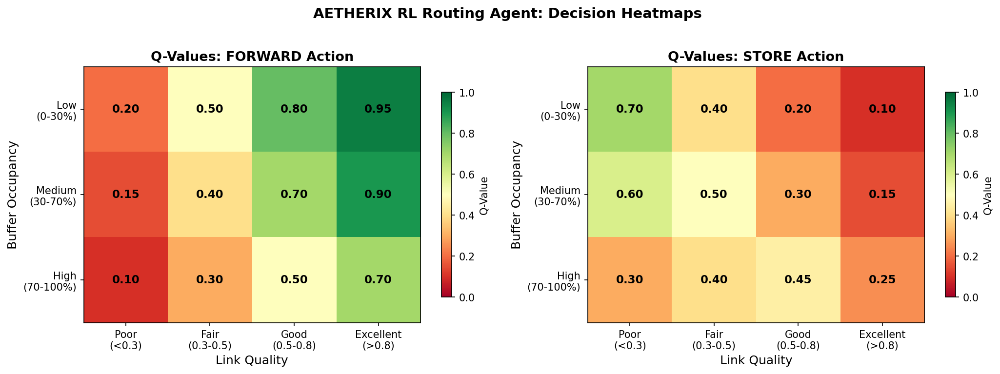 AETHERIX RL Routing Agent: Decision Heatmaps
Q-Values: FORWARD Action
Buffer Occupancy
Low
(0-30%)
0.20 0.50 0.80 0.95
Medium
(30-70%)
0.15 0.40 0.70 0.90
High
(70-100%)
0.10 0.30 0.50 0.70
Poor Fair Good Excellent
(<0.3) (0.3-0.5) (0.5-0.8) (>0.8)
Link Quality
1.0
0.8
0.6
0.4
0.2
0.0
Q-Value
Q-Values: STORE Action
Buffer Occupancy
Low
(0-30%)
0.70 0.40 0.20 0.10
Medium
(30-70%)
0.60 0.50 0.30 0.15
High
(70-100%)
0.30 0.40 0.45 0.25
Poor Fair Good Excellent
(<0.3) (0.3-0.5) (0.5-0.8) (>0.8)
Link Quality
1.0
0.8
0.6
0.4
0.2
0.0
Q-Value